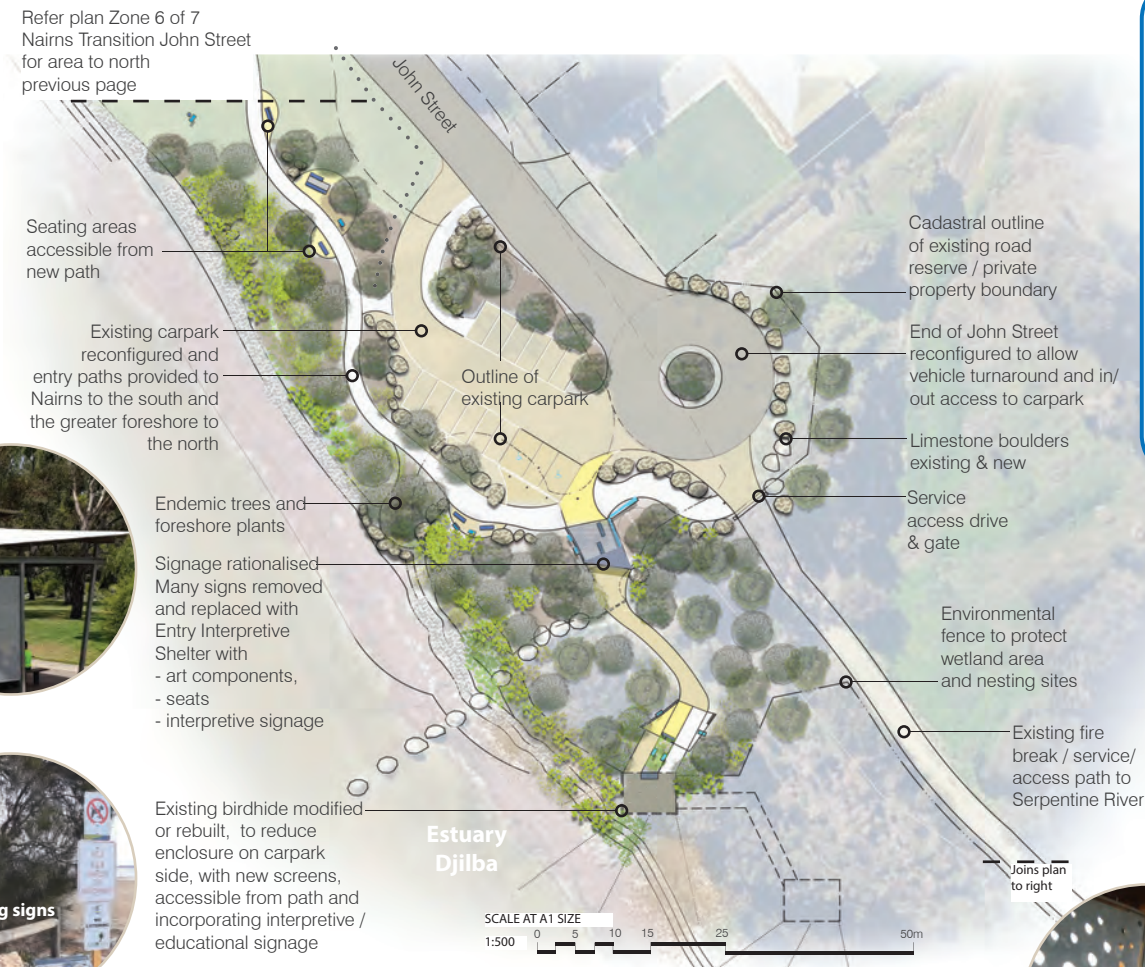 Refer plan Zone 6 of 7
Nairns Transition John Street
for area to north
previous page
John Street
Seating areas
accessible from
new path
Existing carpark
reconfigured and
entry paths provided to
Nairns to the south and
the greater foreshore to
the north
Outline of
existing carpark
Cadastral outline
of existing road
reserve / private
property boundary
End of John Street
reconfigured to allow
vehicle turnaround and in/
out access to carpark
Limestone boulders
existing & new
Service
access drive
& gate
Endemic trees and
foreshore plants
Signage rationalised
Many signs removed
and replaced with
Entry Interpretive
Shelter with
- art components,
- seats
- interpretive signage
Environmental
fence to protect
wetland area
and nesting sites
Existing fire
break / service/
access path to
Serpentine River
Existing birdhide modified
or rebuilt, to reduce
enclosure on carpark
side, with new screens,
accessible from path and
incorporating interpretive /
educational signage
Estuary
Djilba
Joins plan
to right
g signs
SCALE AT A1 SIZE
1:500
0 5 10 15 25 50m